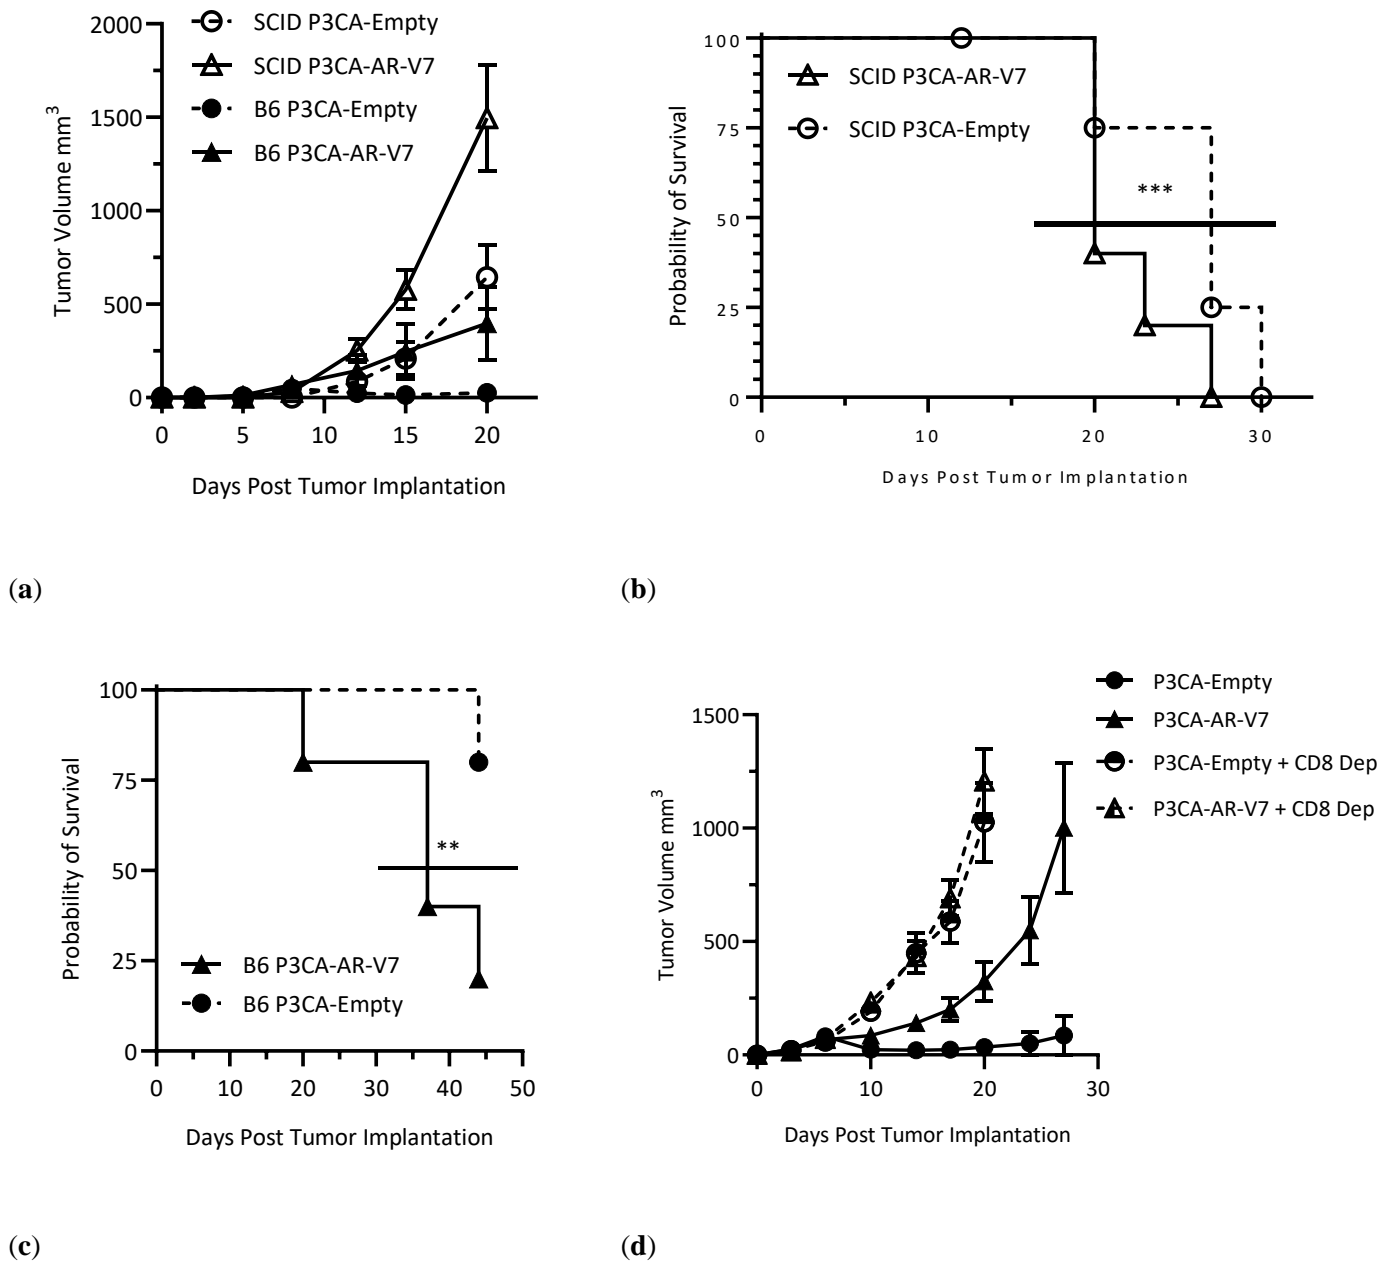 2000
1500
1000
500
0
Tumor Volume mm3
SCID P3CA-Empty
SCID P3CA-AR-V7
B6 P3CA-Empty
B6 P3CA-AR-V7
0 5 10 15 20
Days Post Tumor Implantation
(a)
100
75
50
25
0
Probability of Survival
SCID P3CA-AR-V7
SCID P3CA-Empty
***
0 10 20 30
Days Post Tumor Implantation
(b)
100
75
50
25
0
Probability of Survival
**
B6 P3CA-AR-V7
B6 P3CA-Empty
0 10 20 30 40 50
Days Post Tumor Implantation
(c)
1500
1000
500
0
Tumor Volume mm3
P3CA-Empty
P3CA-AR-V7
P3CA-Empty + CD8 Dep
P3CA-AR-V7 + CD8 Dep
0 10 20 30
Days Post Tumor Implantation
(d)